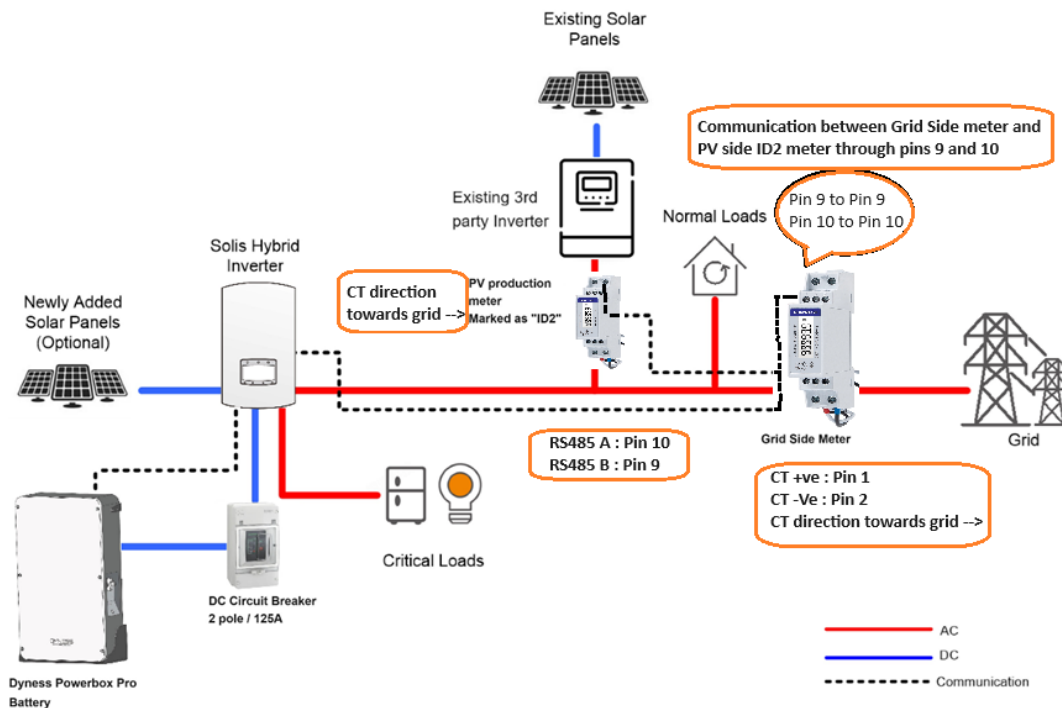 Existing Solar
Panels
Communication between Grid Side meter and
PV side ID2 meter through pins 9 and 10
Existing 3rd
party Inverter
Normal Loads
Pin 9 to Pin 9
Pin 10 to Pin 10
Solis Hybrid
Inverter
CT direction
towards grid -->
PV production
meter
Marked as "ID2"
Newly Added
Solar Panels
(Optional)
Grid
Grid Side Meter
RS485 A : Pin 10
RS485 B : Pin 9
CT +ve : Pin 1
CT -Ve : Pin 2
CT direction towards grid -->
Critical Loads
DC Circuit Breaker
2 pole / 125A
Dyness Powerbox Pro
Battery
AC
DC
Communication